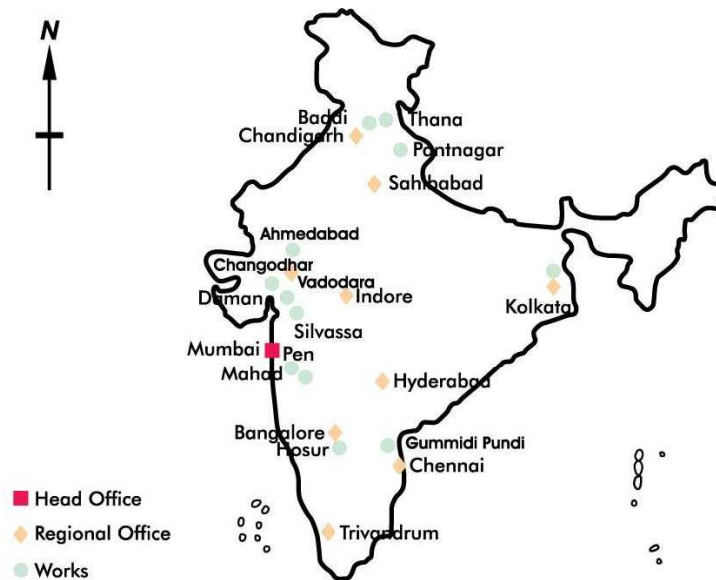 N
Baddi
Thana
Chandigarh
Pantnagar
Sahibabad
Ahmedabad
Changodhar
Vadodara
Daman
Indore
Kolkata
Silvassa
Mumbai
Pen
Mahad
Hyderabad
Bangalore
Hosur
Gummidi Pundi
Chennai
Head Office
Regional Office
Trivandrum
Works